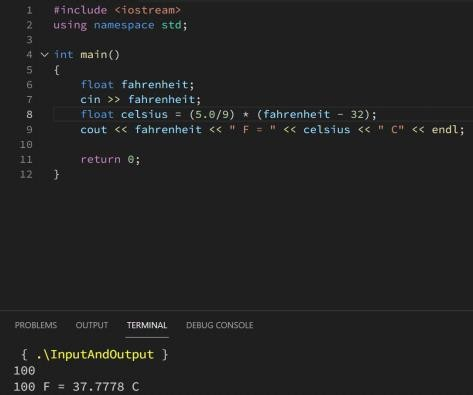 1 #include <iostream>
2 using namespace std;
3
4 int main()
5 {
6 float fahrenheit;
7 cin >> fahrenheit;
8 float celsius = (5.0/9) * (fahrenheit - 32);
9 cout << fahrenheit << " F = " << celsius << " C" << endl;
10
11 return 0;
12 }
PROBLEMS OUTPUT TERMINAL DEBUG CONSOLE
{ .\InputAndOutput }
100
100 F = 37.7778 C